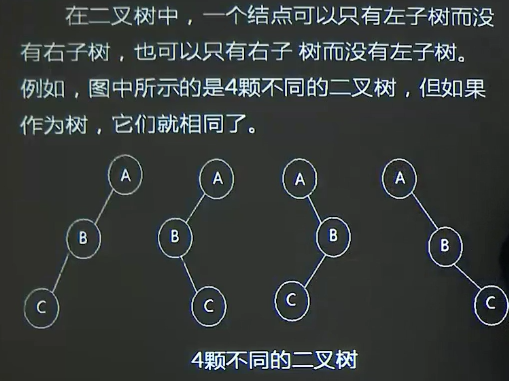 在二叉树中，一个结点可以只有左子树而没
有右子树，也可以只有右子 树而没有左子树。
例如，图中所示的是4颗不同的二叉树，但如果
作为树，它们就相同了。
A A A A
B B B B
C C C C
4颗不同的二叉树